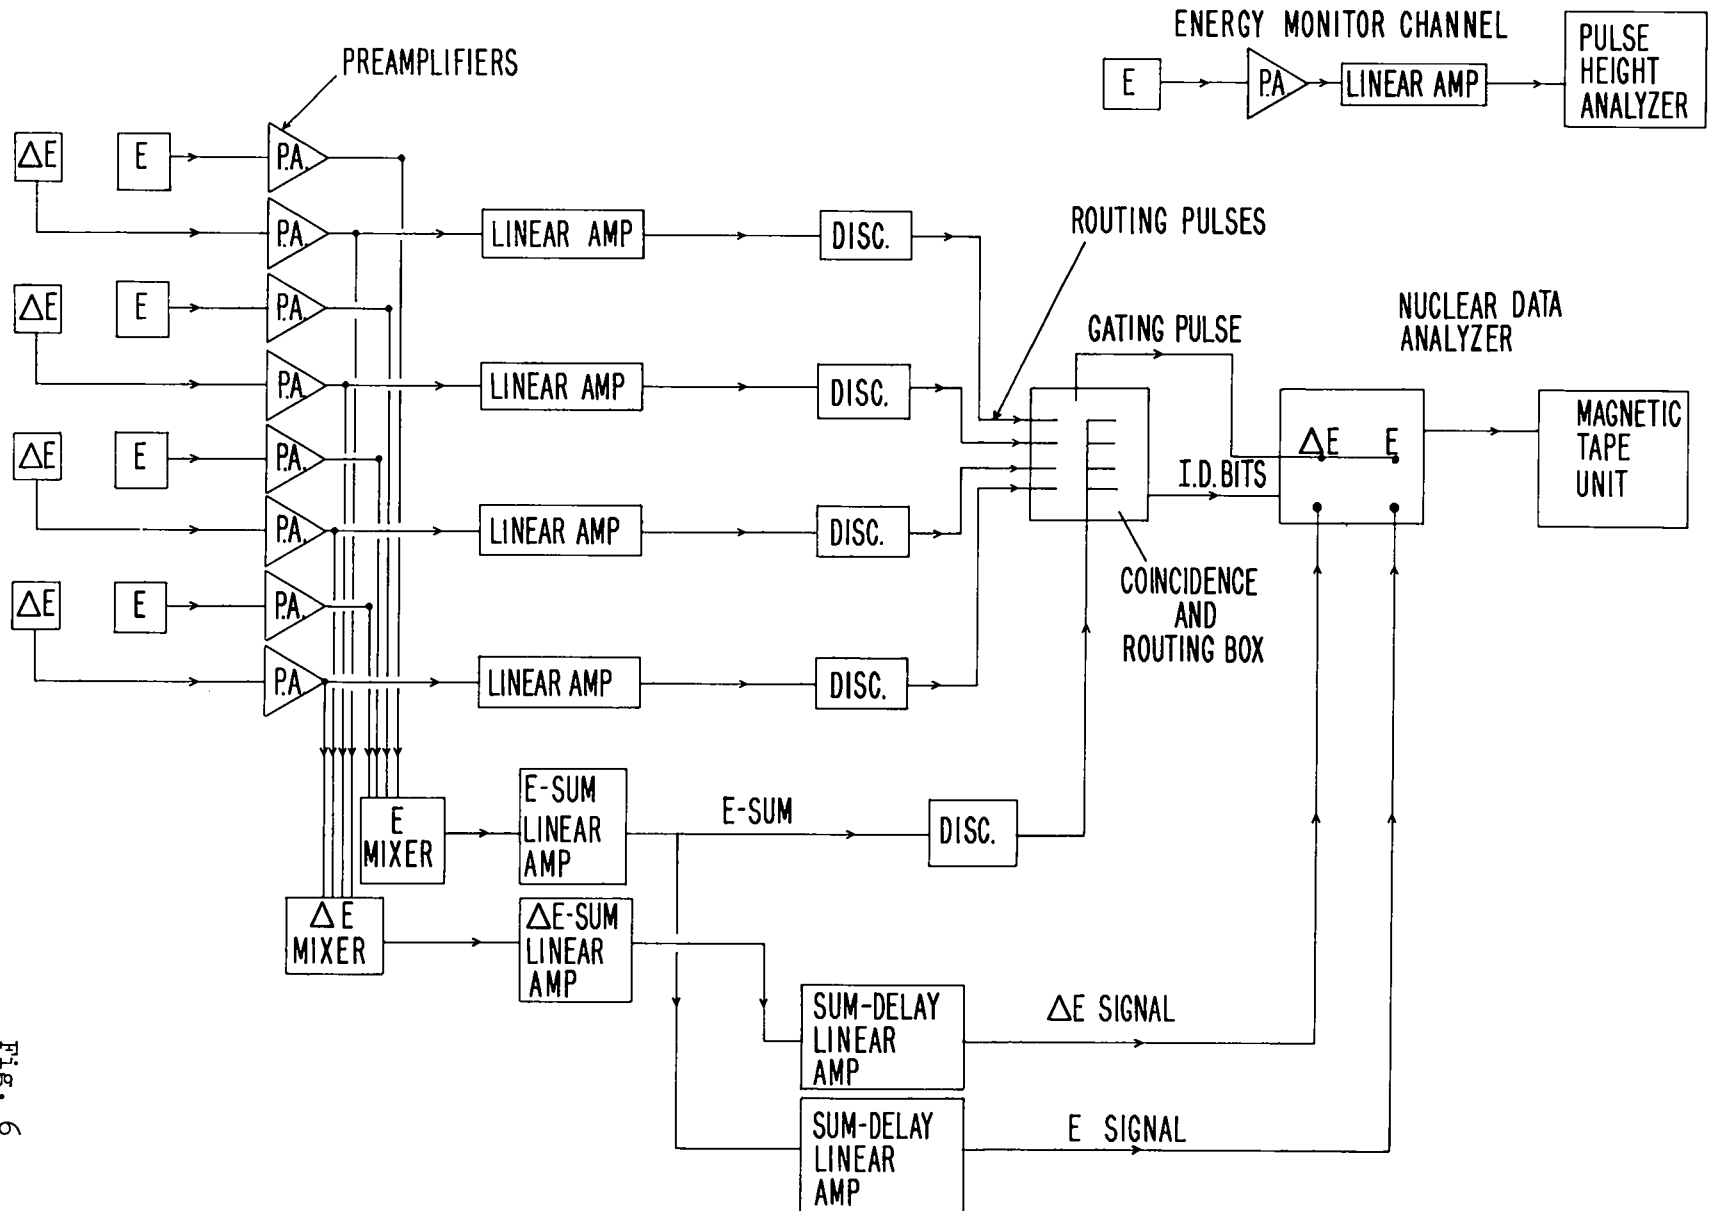 ENERGY MONITOR CHANNEL
E
P.A.
LINEAR AMP
PULSE
HEIGHT
ANALYZER
PREAMPLIFIERS
ΔE
E
P.A.
P.A.
LINEAR AMP
DISC.
ROUTING PULSES
ΔE
E
P.A.
P.A.
LINEAR AMP
DISC.
GATING PULSE
NUCLEAR DATA
ANALYZER
ΔE E
I.D. BITS
MAGNETIC
TAPE
UNIT
ΔE
E
P.A.
P.A.
LINEAR AMP
DISC.
COINCIDENCE
AND
ROUTING BOX
ΔE
E
P.A.
P.A.
LINEAR AMP
DISC.
E
MIXER
E-SUM
LINEAR
AMP
E-SUM
DISC.
ΔE
MIXER
ΔE-SUM
LINEAR
AMP
SUM-DELAY
LINEAR
AMP
ΔE SIGNAL
SUM-DELAY
LINEAR
AMP
E SIGNAL
Fig. 6